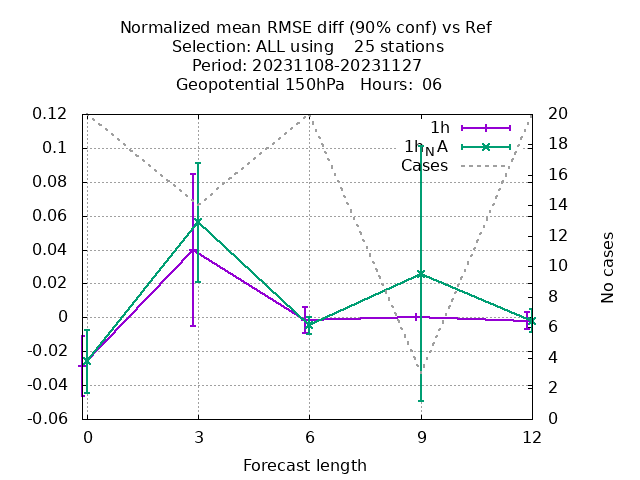 Normalized mean RMSE diff (90% conf) vs Ref
Selection: ALL using    25 stations
Period: 20231108-20231127
Geopotential 150hPa   Hours:  06
0.12
0.1
0.08
0.06
0.04
0.02
0
-0.02
-0.04
-0.06
20
18
16
14
12
10
8
6
4
2
0
1h
1h_N A
Cases
No cases
0
3
6
9
12
Forecast length